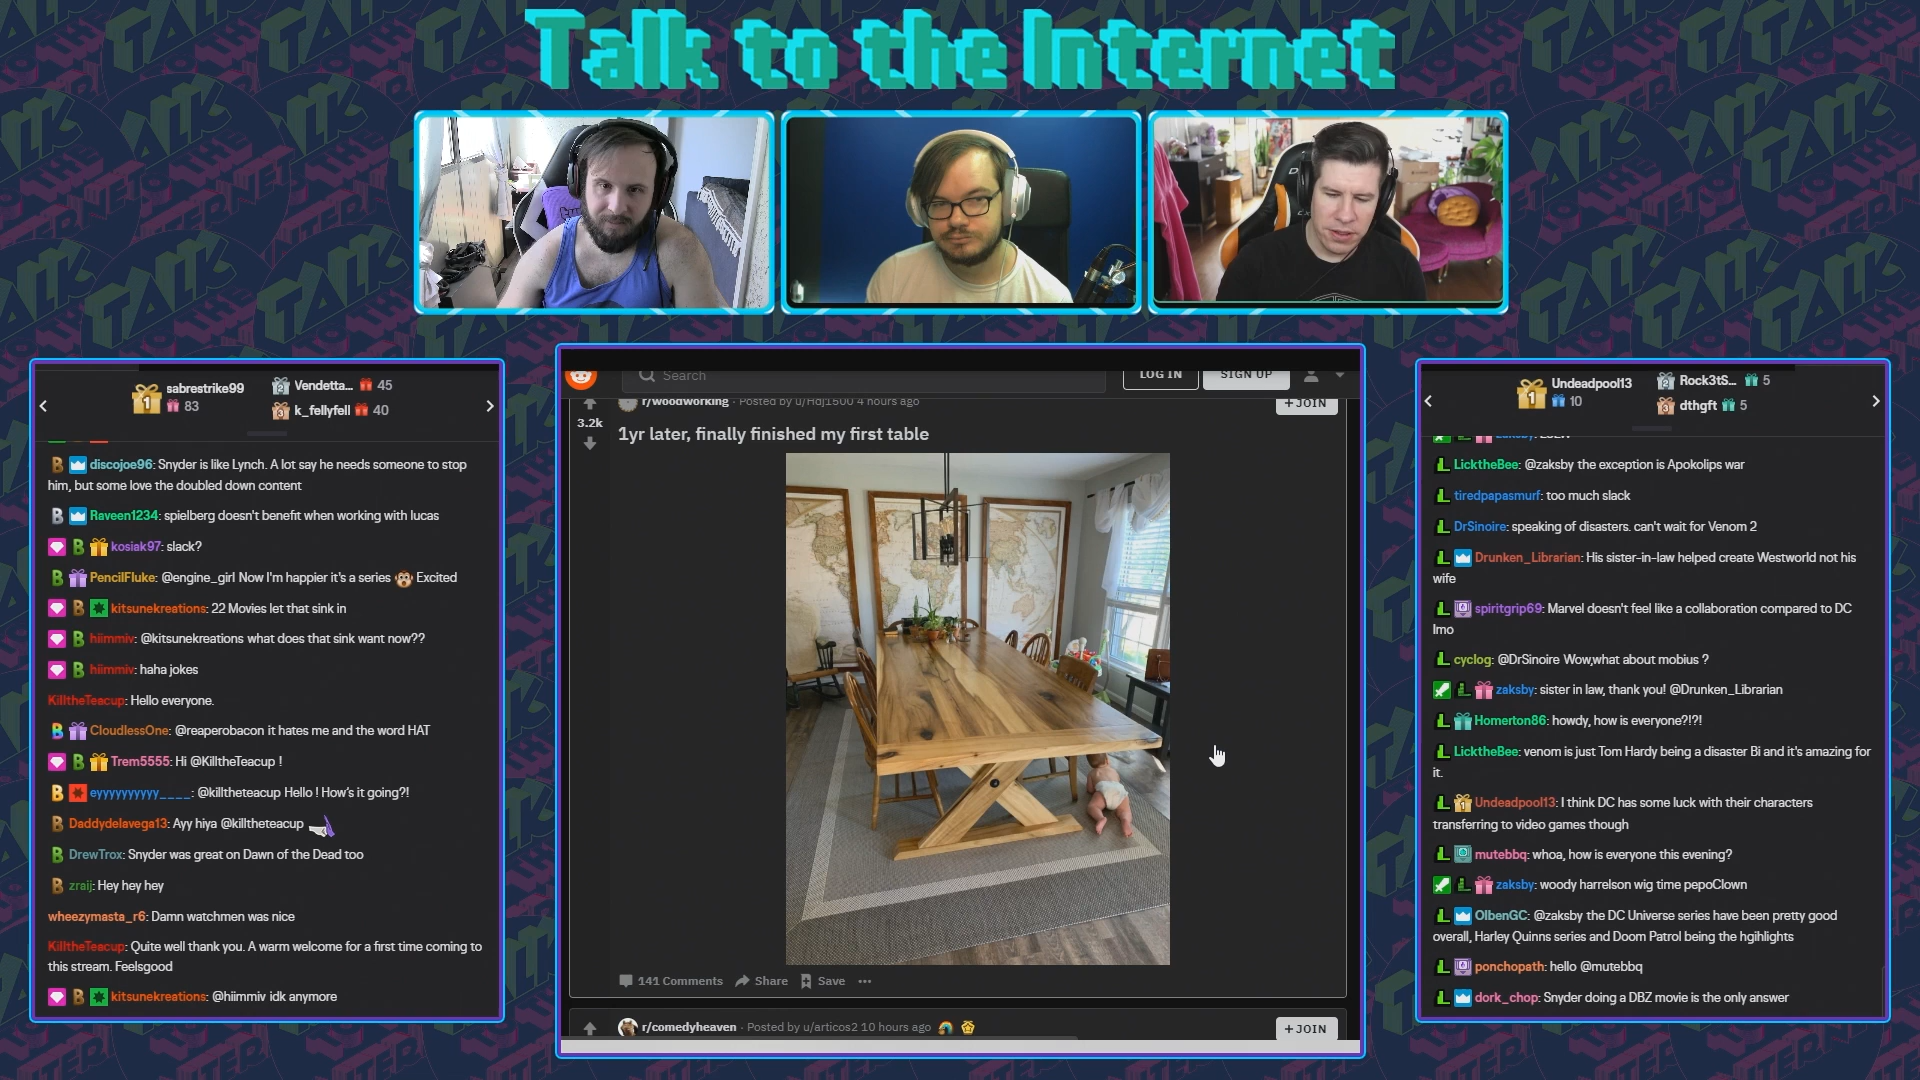 Talk to the Internet
sabrestrike99
83
Vendetta... 45
k_fellyfell 40
discojoe96: Snyder is like Lynch. A lot say he needs someone to stop
him, but some love the doubled down content
Raveen1234: spielberg doesn't benefit when working with lucas
kosiak97: slack?
PencilFluke: @engine_girl Now I'm happier it's a series Excited
kitsunekreations: 22 Movies let that sink in
hiimmiv: @kitsunekreations what does that sink want now??
hiimmiv: haha jokes
KilltheTeacup: Hello everyone.
CloudlessOne: @reaperobacon it hates me and the word HAT
Trem5555: Hi @KilltheTeacup !
eyyyyyyyyyy____: @killtheteacup Hello ! How's it going?!
Daddydelavega13: Ayy hiya @killtheteacup
DrewTrox: Snyder was great on Dawn of the Dead too
zraij: Hey hey hey
wheezymasta_r6: Damn watchmen was nice
KilltheTeacup: Quite well thank you. A warm welcome for a first time coming to
this stream. Feelsgood
kitsunekreations: @hiimmiv idk anymore
Search
LOG IN
SIGN UP
r/woodworking · Posted by u/Hdj1500 4 hours ago
+JOIN
3.2k
1yr later, finally finished my first table
141 Comments
Share
Save
r/comedyheaven · Posted by u/articos2 10 hours ago
+JOIN
Undeadpool13
10
Rock3tS... 5
dthgft 5
LicktheBee: @zaksby the exception is Apokolips war
tiredpapasmurf: too much slack
DrSinoire: speaking of disasters. can't wait for Venom 2
Drunken_Librarian: His sister-in-law helped create Westworld not his
wife
spiritgrip69: Marvel doesn't feel like a collaboration compared to DC
Imo
cyclog: @DrSinoire Wow,what about mobius ?
zaksby: sister in law, thank you! @Drunken_Librarian
Homerton86: howdy, how is everyone?!?!
LicktheBee: venom is just Tom Hardy being a disaster Bi and it's amazing for
it.
Undeadpool13: I think DC has some luck with their characters
transferring to video games though
mutebbq: whoa, how is everyone this evening?
zaksby: woody harrelson wig time pepoClown
OlbenGC: @zaksby the DC Universe series have been pretty good
overall, Harley Quinns series and Doom Patrol being the hgihlights
ponchopath: hello @mutebbq
dork_chop: Snyder doing a DBZ movie is the only answer